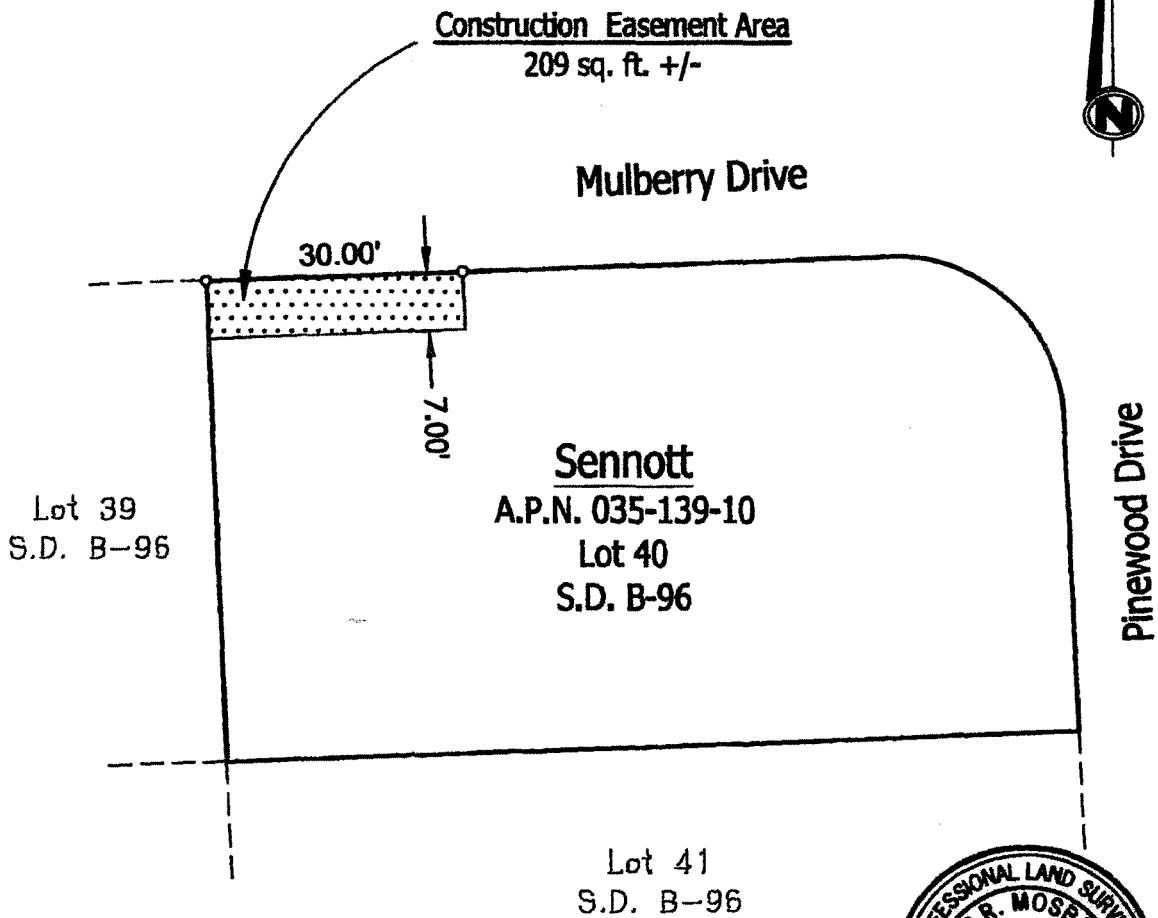 Construction Easement Area
209 sq. ft. +/-
N
Mulberry Drive
30.00'
7.00'
Sennott
A.P.N. 035-139-10
Lot 40
S.D. B-96
Lot 39
S.D. B-96
Pinewood Drive
Lot 41
S.D. B-96
LAND
R.